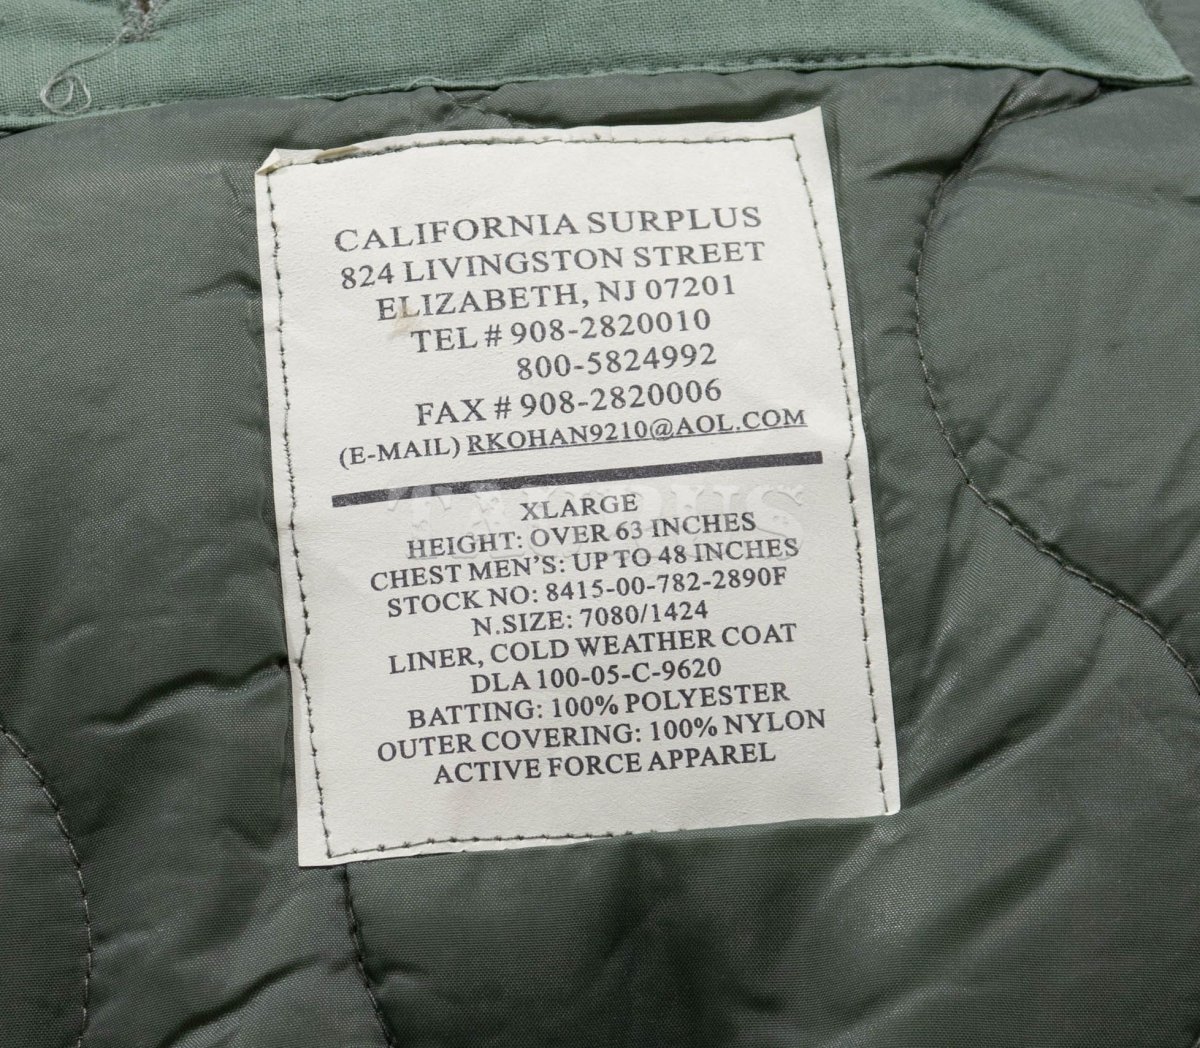 CALIFORNIA SURPLUS
824 LIVINGSTON STREET
ELIZABETH, NJ 07201
TEL # 908-2820010
800-5824992
FAX # 908-2820006
(E-MAIL) RKOHAN9210@AOL.COM
TAURUS
XLARGE
HEIGHT: OVER 63 INCHES
CHEST MEN'S: UP TO 48 INCHES
STOCK NO: 8415-00-782-2890F
N.SIZE: 7080/1424
LINER, COLD WEATHER COAT
DLA 100-05-C-9620
BATTING: 100% POLYESTER
OUTER COVERING: 100% NYLON
ACTIVE FORCE APPAREL